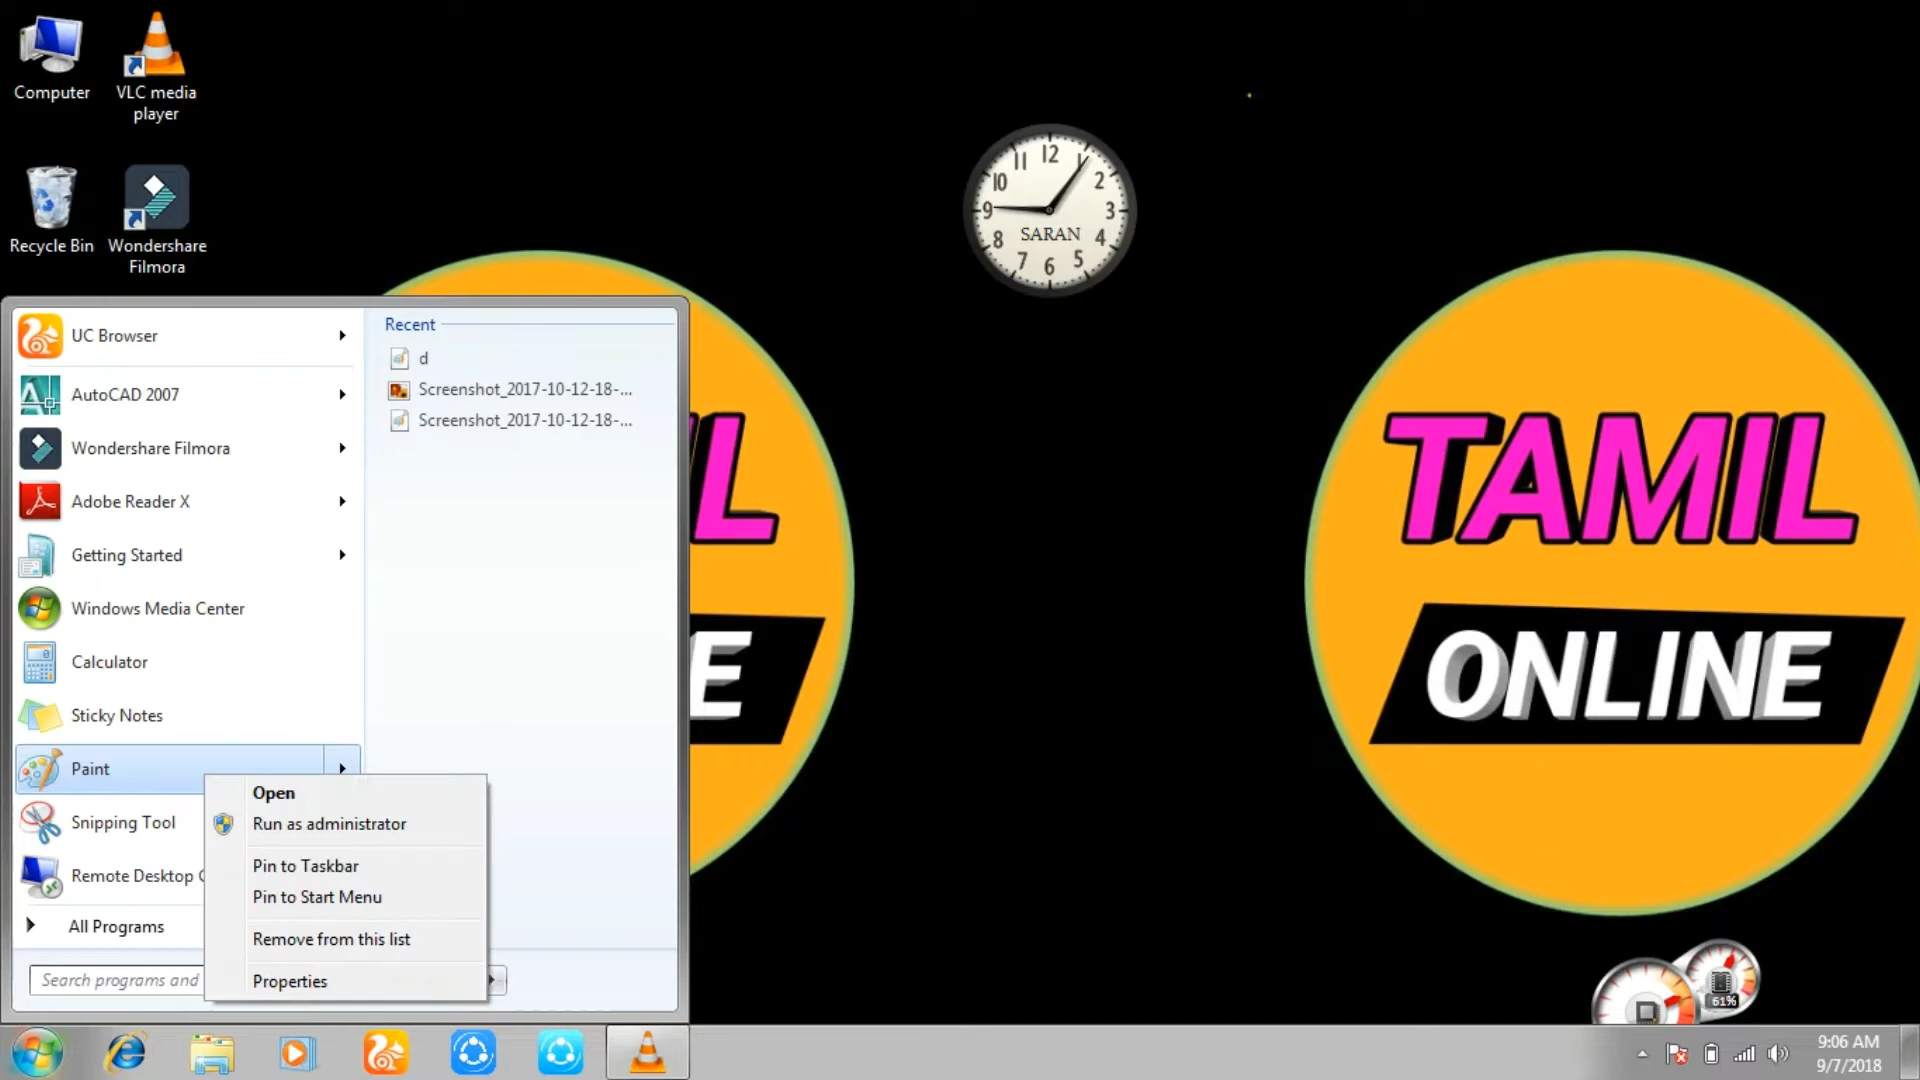 Computer
VLC media
player
Recycle Bin
Wondershare
Filmora
12
11
1
10
2
9
3
8
4
7
5
6
SARAN
UC Browser
AutoCAD 2007
Wondershare Filmora
Adobe Reader X
Getting Started
Windows Media Center
Calculator
Sticky Notes
Paint
Snipping Tool
Remote Desktop C
All Programs
Search programs and
Recent
d
Screenshot_2017-10-12-18-...
Screenshot_2017-10-12-18-...
Open
Run as administrator
Pin to Taskbar
Pin to Start Menu
Remove from this list
Properties
IL
E
TAMIL
ONLINE
61%
9:06 AM
9/7/2018